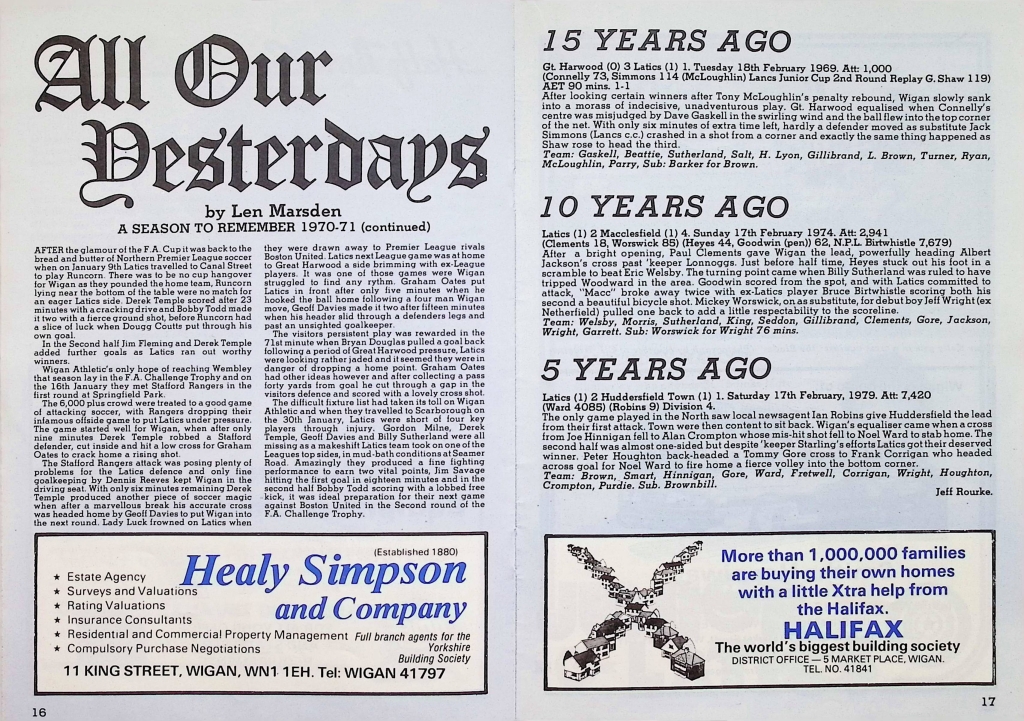 All Our
Yesterdays
by Len Marsden
A SEASON TO REMEMBER 1970-71 (continued)
AFTER the glamour of the F.A. Cup it was back to the
bread and butter of Northern Premier League soccer
when on January 9th Latics travelled to Canal Street
to play Runcorn. There was to be no cup hangover
for Wigan as they pounded the home team, Runcorn
lying near the bottom of the table were no match for
an eager Latics side. Derek Temple scored after 23
minutes with a cracking drive and Bobby Todd made
it two with a fierce ground shot, before Runcorn had
a slice of luck when Dougg Coutts put through his
own goal.
In the Second half Jim Fleming and Derek Temple
added further goals as Latics ran out worthy
winners.
Wigan Athletic's only hope of reaching Wembley
that season lay in the F.A. Challenge Trophy and on
the 16th January they met Stafford Rangers in the
first round at Springfield Park.
The 6,000 plus crowd were treated to a good game
of attacking soccer, with Rangers dropping their
infamous offside game to put Latics under pressure.
The game started well for Wigan, when after only
nine minutes Derek Temple robbed a Stafford
defender, cut inside and hit a low cross for Graham
Oates to crack home a rising shot.
The Stafford Rangers attack was posing plenty of
problems for the Latics defence and only fine
goalkeeping by Dennis Reeves kept Wigan in the
driving seat. With only six minutes remaining Derek
Temple produced another piece of soccer magic
when after a marvellous break his accurate cross
was headed home by Geoff Davies to put Wigan into
the next round. Lady Luck frowned on Latics when
they were drawn away to Premier League rivals
Boston United. Latics next League game was at home
to Great Harwood a side brimming with ex-League
players. It was one of those games were Wigan
struggled to find any rythm. Graham Oates put
Latics in front after only five minutes when he
hooked the ball home following a four man Wigan
move, Geoff Davies made it two after fifteen minutes
when his header slid through a defenders legs and
past an unsighted goalkeeper.
The visitors persistent play was rewarded in the
71st minute when Bryan Douglas pulled a goal back
following a period of Great Harwood pressure, Latics
were looking rather jaded and it seemed they were in
danger of dropping a home point. Graham Oates
had other ideas however and after collecting a pass
forty yards from goal he cut through a gap in the
visitors defence and scored with a lovely cross shot.
The difficult fixture list had taken its toll on Wigan
Athletic and when they travelled to Scarborough on
the 30th January, Latics were short of four key
players through injury. Gordon Milne, Derek
Temple, Geoff Davies and Billy Sutherland were all
missing as a makeshift Latics team took on one of the
Leagues top sides, in mud-bath conditions at Seamer
Road. Amazingly they produced a fine fighting
performance to earn two vital points, Jim Savage
hitting the first goal in eighteen minutes and in the
second half Bobby Todd scoring with a lobbed free
kick, it was ideal preparation for their next game
against Boston United in the Second round of the
F.A. Challenge Trophy.
(Established 1880)
Healy Simpson
and Company
★ Estate Agency
★ Surveys and Valuations
★ Rating Valuations
★ Insurance Consultants
★ Residential and Commercial Property Management
★ Compulsory Purchase Negotiations
Full branch agents for the
Yorkshire
Building Society
11 KING STREET, WIGAN, WN1 1EH. Tel: WIGAN 41797
16
15 YEARS AGO
Gt. Harwood (0) 3 Latics (1) 1. Tuesday 18th February 1969. Att: 1,000
(Connelly 73, Simmons 114 (McLoughlin) Lancs Junior Cup 2nd Round Replay G. Shaw 119)
AET 90 mins. 1-1
After looking certain winners after Tony McLoughlin's penalty rebound, Wigan slowly sank
into a morass of indecisive, unadventurous play. Gt. Harwood equalised when Connelly's
centre was misjudged by Dave Gaskell in the swirling wind and the ball flew into the top corner
of the net. With only six minutes of extra time left, hardly a defender moved as substitute Jack
Simmons (Lancs c.c.) crashed in a shot from a corner and exactly the same thing happened as
Shaw rose to head the third.
Team: Gaskell, Beattie, Sutherland, Salt, H. Lyon, Gillibrand, L. Brown, Turner, Ryan,
McLoughlin, Parry, Sub: Barker for Brown.
10 YEARS AGO
Latics (1) 2 Macclesfield (1) 4. Sunday 17th February 1974. Att: 2,941
(Clements 18, Worswick 85) (Heyes 44, Goodwin (pen)) 62, N.P.L. Birtwhistle 7,679)
After a bright opening, Paul Clements gave Wigan the lead, powerfully heading Albert
Jackson's cross past 'keeper Lonnoggs. Just before half time, Heyes stuck out his foot in a
scramble to beat Eric Welsby. The turning point came when Billy Sutherland was ruled to have
tripped Woodward in the area. Goodwin scored from the spot, and with Latics committed to
attack, "Macc" broke away twice with ex-Latics player Bruce Birtwhistle scoring both his
second a beautiful bicycle shot. Mickey Worswick, on as substitute, for debut boy Jeff Wright (ex
Netherfield) pulled one back to add a little respectability to the scoreline.
Team: Welsby, Morris, Sutherland, King, Seddon, Gillibrand, Clements, Gore, Jackson,
Wright, Garrett. Sub: Worswick for Wright 76 mins.
5 YEARS AGO
Latics (1) 2 Huddersfield Town (1) 1. Saturday 17th February, 1979. Att: 7,420
(Ward 4085) (Robins 9) Division 4.
The only game played in the North saw local newsagent Ian Robins give Huddersfield the lead
from their first attack. Town were then content to sit back. Wigan's equaliser came when a cross
from Joe Hinnigan fell to Alan Crompton whose mis-hit shot fell to Noel Ward to stab home. The
second half was almost one-sided but despite 'keeper Starling's efforts Latics got their deserved
winner. Peter Houghton back-headed a Tommy Gore cross to Frank Corrigan who headed
across goal for Noel Ward to fire home a fierce volley into the bottom corner.
Team: Brown, Smart, Hinnigan, Gore, Ward, Fretwell, Corrigan, Wright, Houghton,
Crompton, Purdie. Sub. Brownbill.
Jeff Rourke.
More than 1,000,000 families
are buying their own homes
with a little Xtra help from
the Halifax.
HALIFAX
The world's biggest building society
DISTRICT OFFICE — 5 MARKET PLACE, WIGAN.
TEL. NO. 41841
17